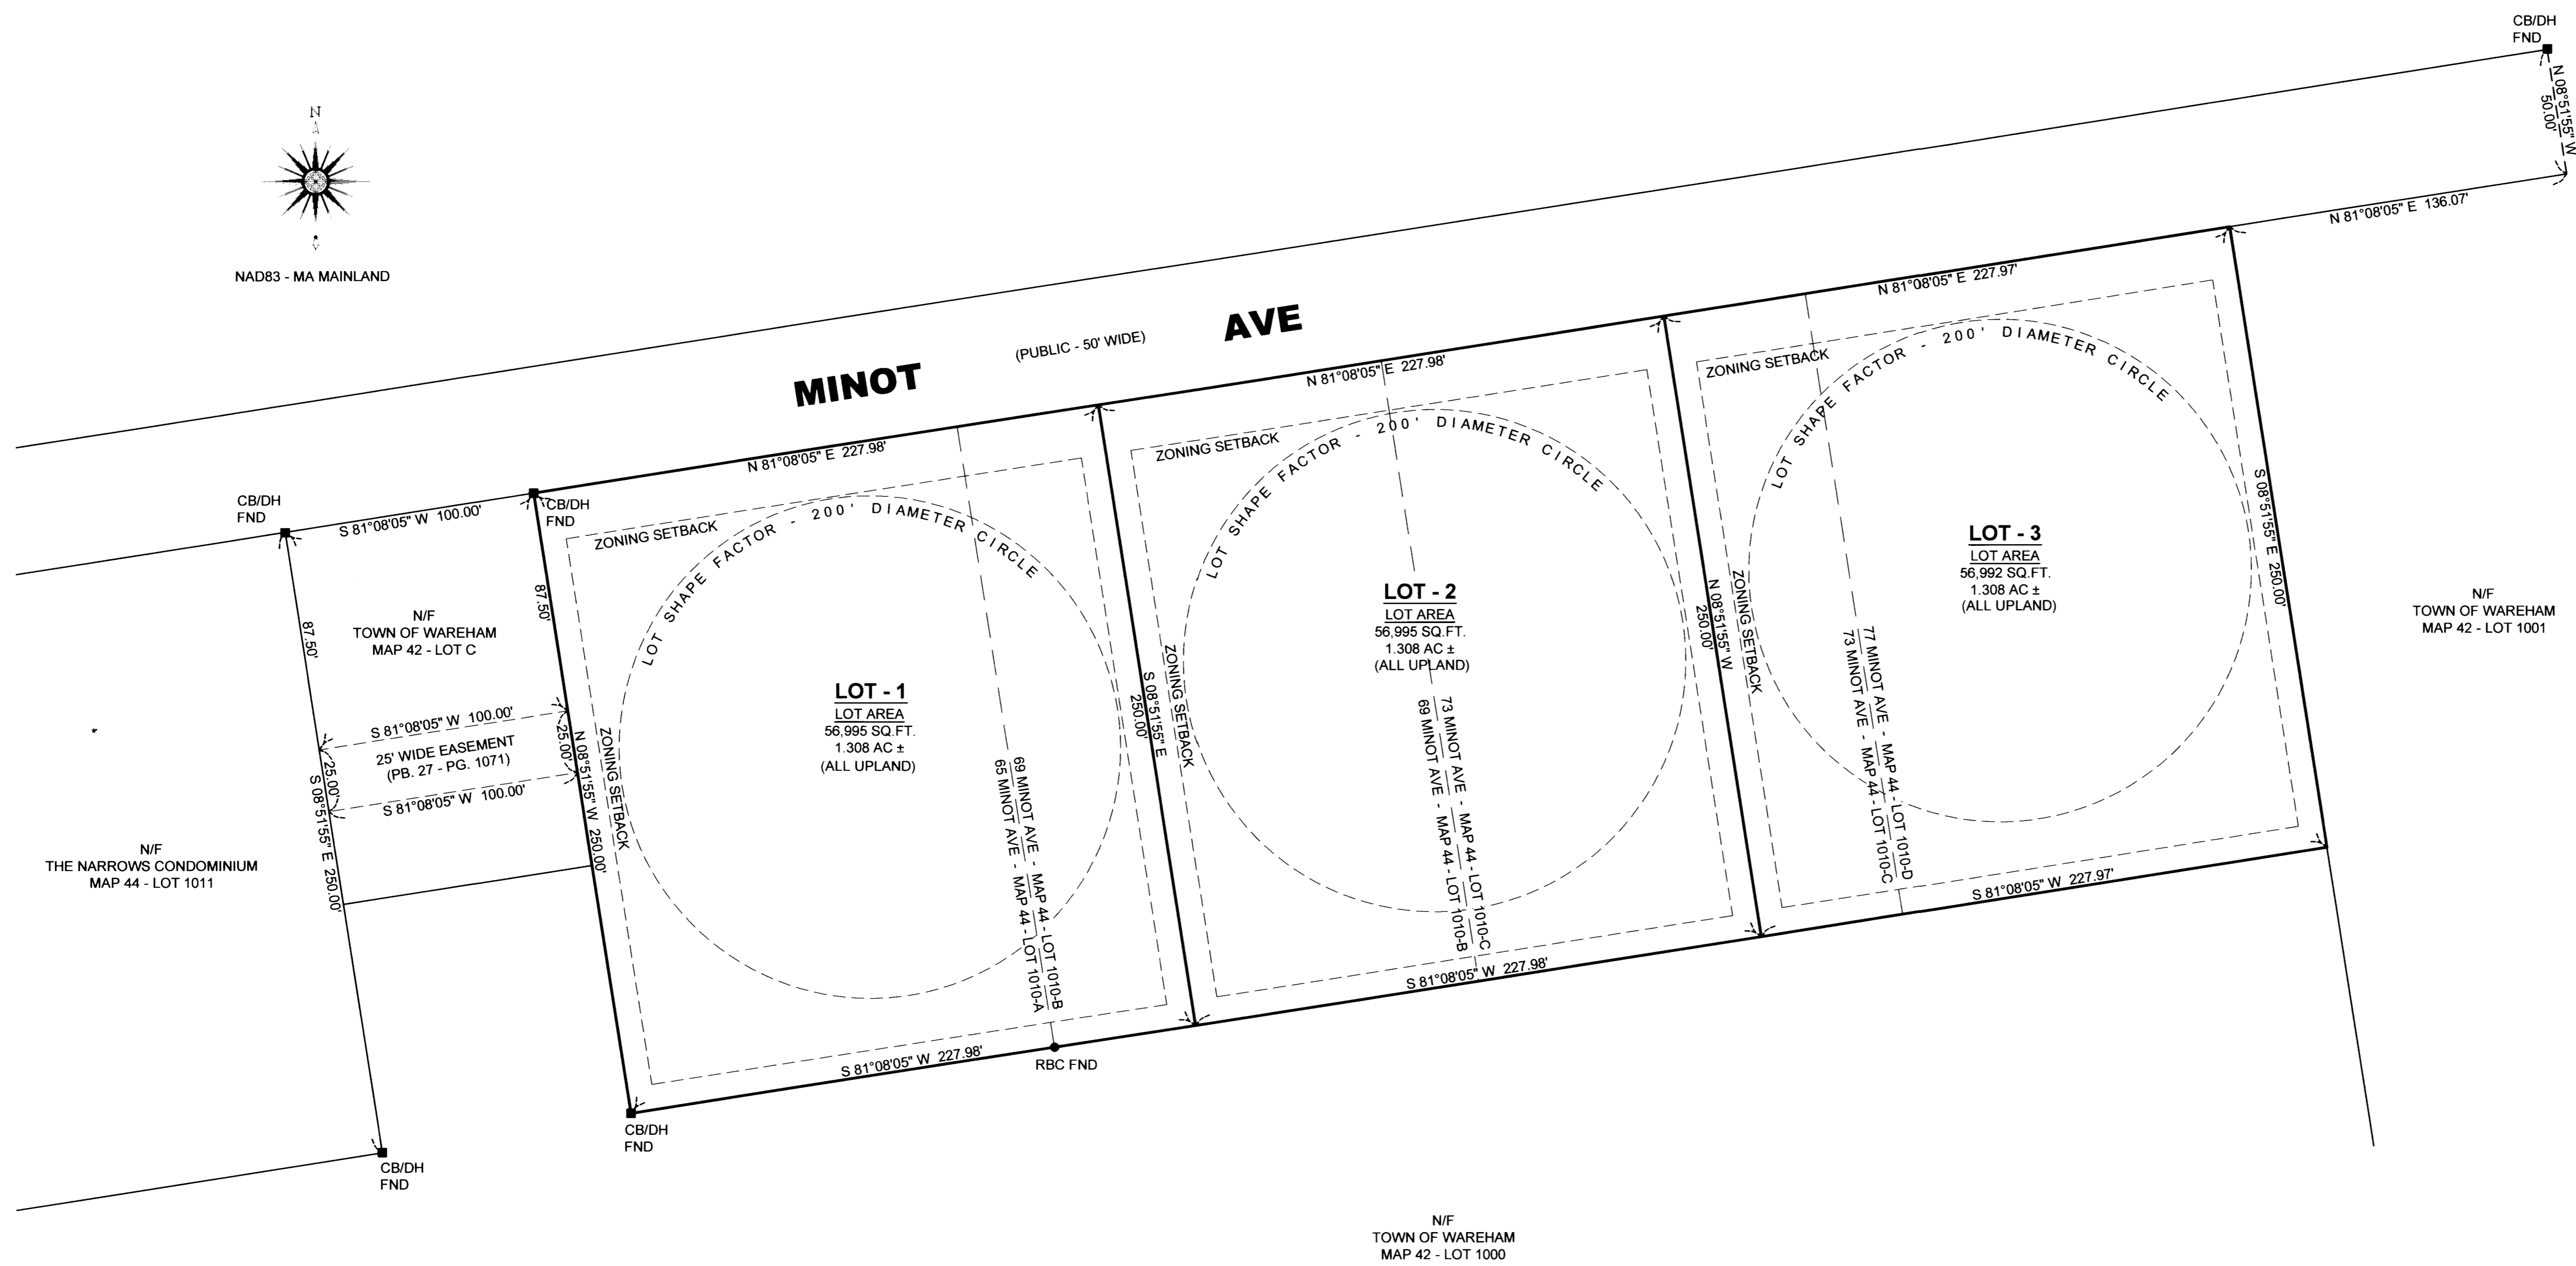 CB/DH
FND
N 08°51'55" W
50.00'
N 81°08'05" E  136.07'
N
NAD83 - MA MAINLAND
MINOT
(PUBLIC - 50' WIDE)
AVE
N 81°08'05" E  227.98'
N 81°08'05" E  227.98'
N 81°08'05" E  227.97'
CB/DH
FND
S 81°08'05" W  100.00'
CB/DH
FND
87.50'
87.50'
N/F
TOWN OF WAREHAM
MAP 42 - LOT C
S 81°08'05" W  100.00'
25' WIDE EASEMENT
(PB. 27 - PG. 1071)
S 81°08'05" W  100.00'
25.00'
25.00'
S 08°51'55" E  250.00'
N 08°51'55" W  250.00'
N/F
THE NARROWS CONDOMINIUM
MAP 44 - LOT 1011
CB/DH
FND
ZONING SETBACK
ZONING SETBACK
LOT SHAPE FACTOR - 200' DIAMETER CIRCLE
LOT - 1
LOT AREA
56,995 SQ.FT.
1.308 AC ±
(ALL UPLAND)
69 MINOT AVE - MAP 44 - LOT 1010-B
65 MINOT AVE - MAP 44 - LOT 1010-A
S 81°08'05" W  227.98'
CB/DH
FND
RBC FND
S 08°51'55" E
250.00'
ZONING SETBACK
ZONING SETBACK
LOT SHAPE FACTOR - 200' DIAMETER CIRCLE
LOT - 2
LOT AREA
56,995 SQ.FT.
1.308 AC ±
(ALL UPLAND)
73 MINOT AVE - MAP 44 - LOT 1010-C
69 MINOT AVE - MAP 44 - LOT 1010-B
S 81°08'05" W  227.98'
N 08°51'55" W
250.00'
ZONING SETBACK
ZONING SETBACK
LOT SHAPE FACTOR - 200' DIAMETER CIRCLE
LOT - 3
LOT AREA
56,992 SQ.FT.
1.308 AC ±
(ALL UPLAND)
77 MINOT AVE - MAP 44 - LOT 1010-D
73 MINOT AVE - MAP 44 - LOT 1010-C
S 81°08'05" W  227.97'
S 08°51'55" E  250.00'
N/F
TOWN OF WAREHAM
MAP 42 - LOT 1001
N/F
TOWN OF WAREHAM
MAP 42 - LOT 1000